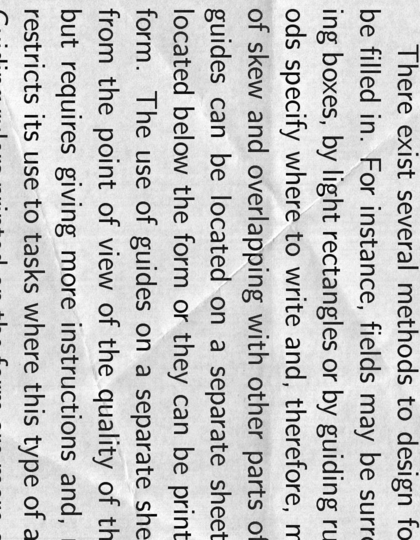 There exist several methods to design fo
be filled in. For instance, fields may be surro
ing boxes, by light rectangles or by guiding ru
ods specify where to write and, therefore, m
of skew and overlapping with other parts of
guides can be located on a separate sheet
located below the form or they can be print
form. The use of guides on a separate she
from the point of view of the quality of th
but requires giving more instructions and,
restricts its use to tasks where this type of a